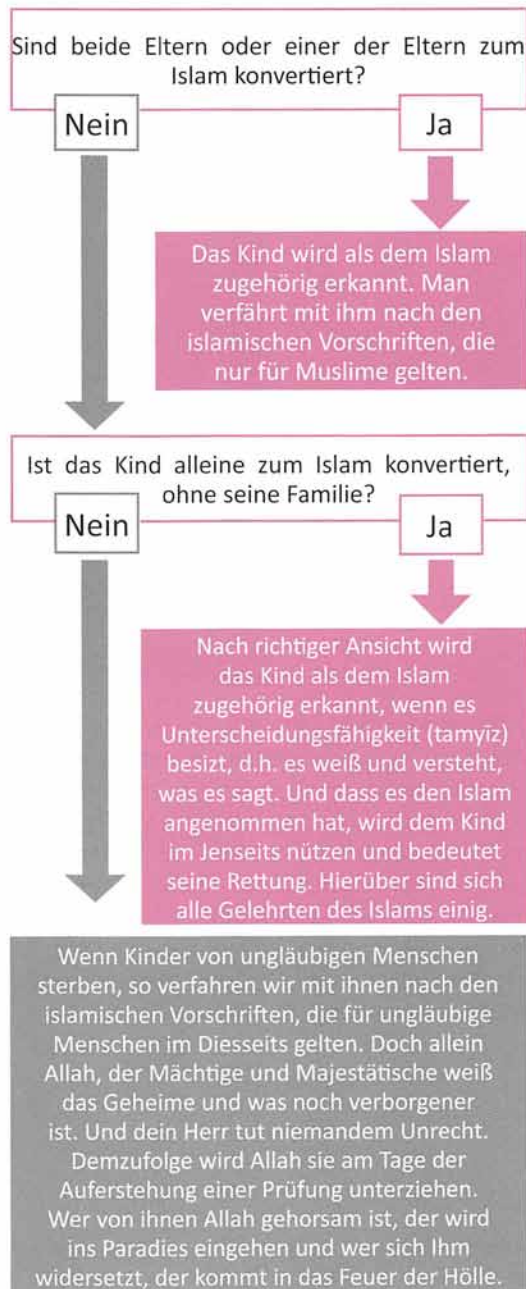 Sind beide Eltern oder einer der Eltern zum
Islam konvertiert?
Nein
Ja
Das Kind wird als dem Islam
zugehörig erkannt. Man
verfährt mit ihm nach den
islamischen Vorschriften, die
nur für Muslime gelten.
Ist das Kind alleine zum Islam konvertiert,
ohne seine Familie?
Nein
Ja
Nach richtiger Ansicht wird
das Kind als dem Islam
zugehörig erkannt, wenn es
Unterscheidungsfähigkeit (tamyīz)
besizt, d.h. es weiß und versteht,
was es sagt. Und dass es den Islam
angenommen hat, wird dem Kind
im Jenseits nützen und bedeutet
seine Rettung. Hierüber sind sich
alle Gelehrten des Islams einig.
Wenn Kinder von ungläubigen Menschen
sterben, so verfahren wir mit ihnen nach den
islamischen Vorschriften, die für ungläubige
Menschen im Diesseits gelten. Doch allein
Allah, der Mächtige und Majestätische weiß
das Geheime und was noch verborgener
ist. Und dein Herr tut niemandem Unrecht.
Demzufolge wird Allah sie am Tage der
Auferstehung einer Prüfung unterziehen.
Wer von ihnen Allah gehorsam ist, der wird
ins Paradies eingehen und wer sich Ihm
widersetzt, der kommt in das Feuer der Hölle.